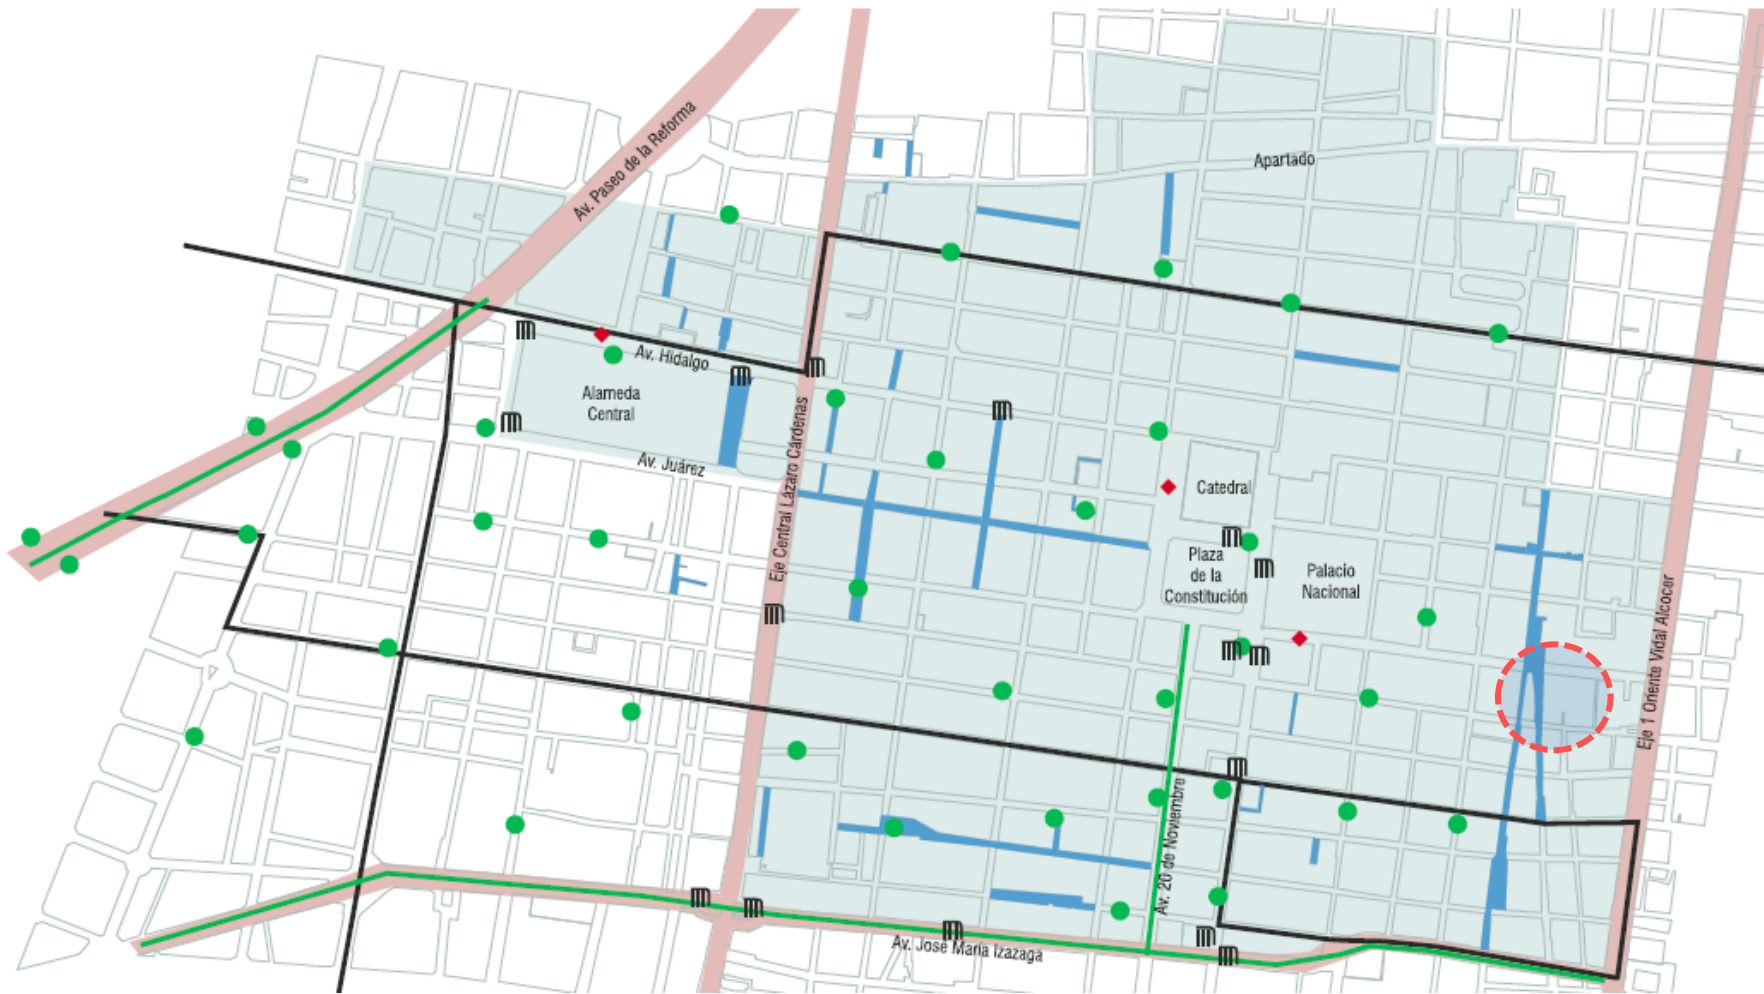 Apartado
Av. Paseo de la Reforma
Av. Hidalgo
Alameda
Central
Av. Juárez
Eje Central Lázaro Cárdenas
Catedral
Plaza
de la
Constitución
Palacio
Nacional
Eje 1 Oriente Vidal Alcocer
Av. 20 de Noviembre
Av. José María Izazaga